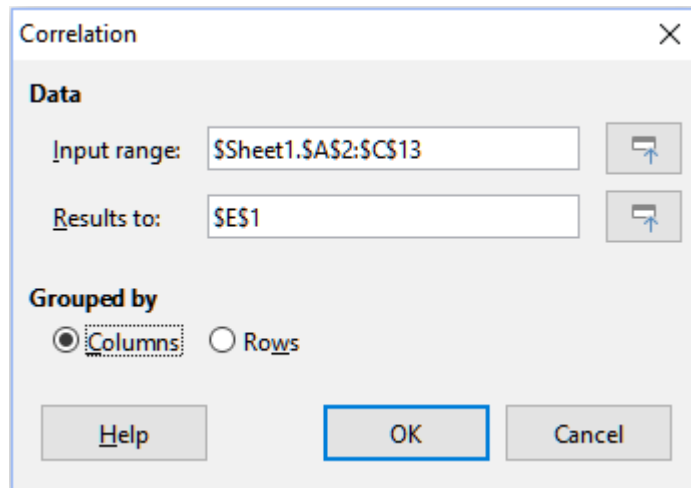 Correlation
Data
Input range: $Sheet1.$A$2:$C$13
Results to: $E$1
Grouped by
Columns Rows
Help OK Cancel